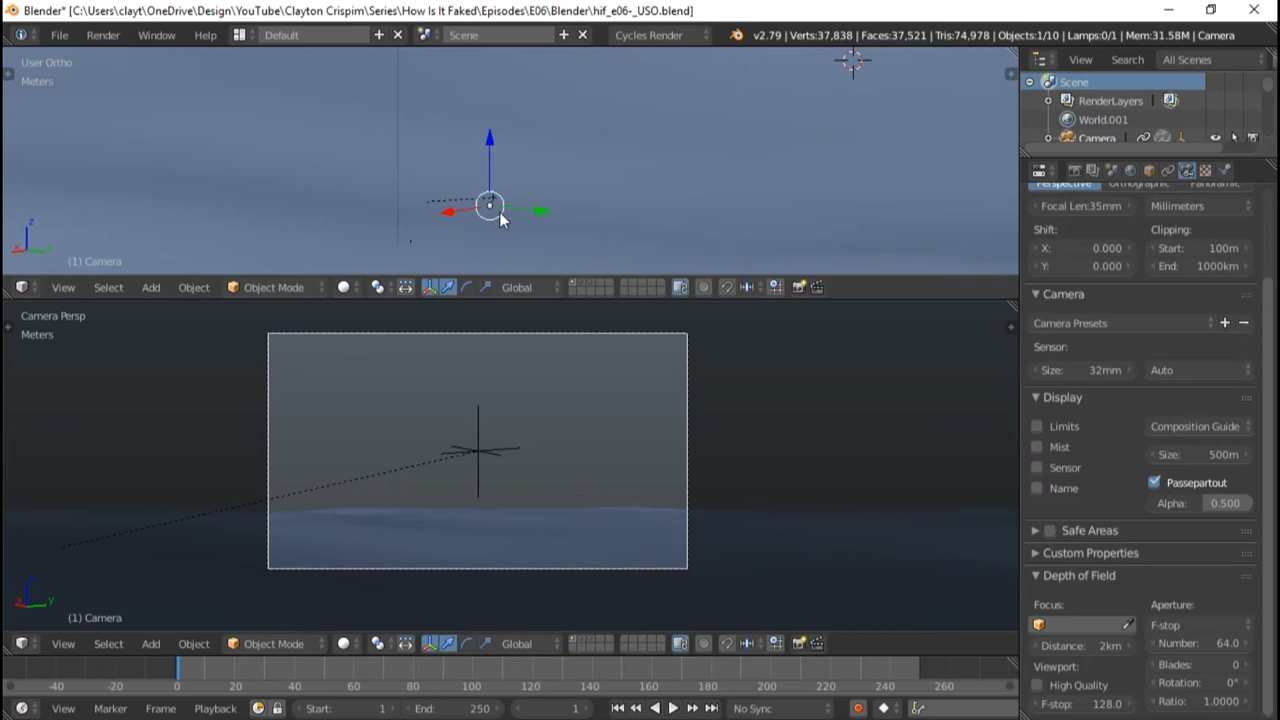 Blender* [C:\Users\clayt\OneDrive\Design\YouTube\Clayton Crispim\Series\How Is It Faked\Episodes\E06\Blender\hif_e06-_USO.blend]
File Render Window Help Default Scene Cycles Render v2.79 | Verts:37,838 | Faces:37,521 | Tris:74,978 | Objects:1/10 | Lamps:0/1 | Mem:31.58M | Camera
User Ortho
Meters
z
x y
(1) Camera
View Select Add Object Object Mode Global
Camera Persp
Meters
z
x y
(1) Camera
View Select Add Object Object Mode Global
-40 -20 0 20 40 60 80 100 120 140 160 180 200 220 240 260
View Marker Frame Playback Start: 1 End: 250 1 No Sync
View Search All Scenes
Scene
RenderLayers
World.001
Camera
Perspective Orthographic Panoramic
Focal Len:35mm Millimeters
Shift: Clipping:
X: 0.000 Start: 100m
Y: 0.000 End: 1000km
Camera
Camera Presets
Sensor:
Size: 32mm Auto
Display
Limits Composition Guide
Mist Size: 500m
Sensor Passepartout
Name Alpha: 0.500
Safe Areas
Custom Properties
Depth of Field
Focus: Aperture:
F-stop
Distance: 2km Number: 64.0
Viewport: Blades: 0
High Quality Rotation: 0°
F-stop: 128.0 Ratio: 1.0000